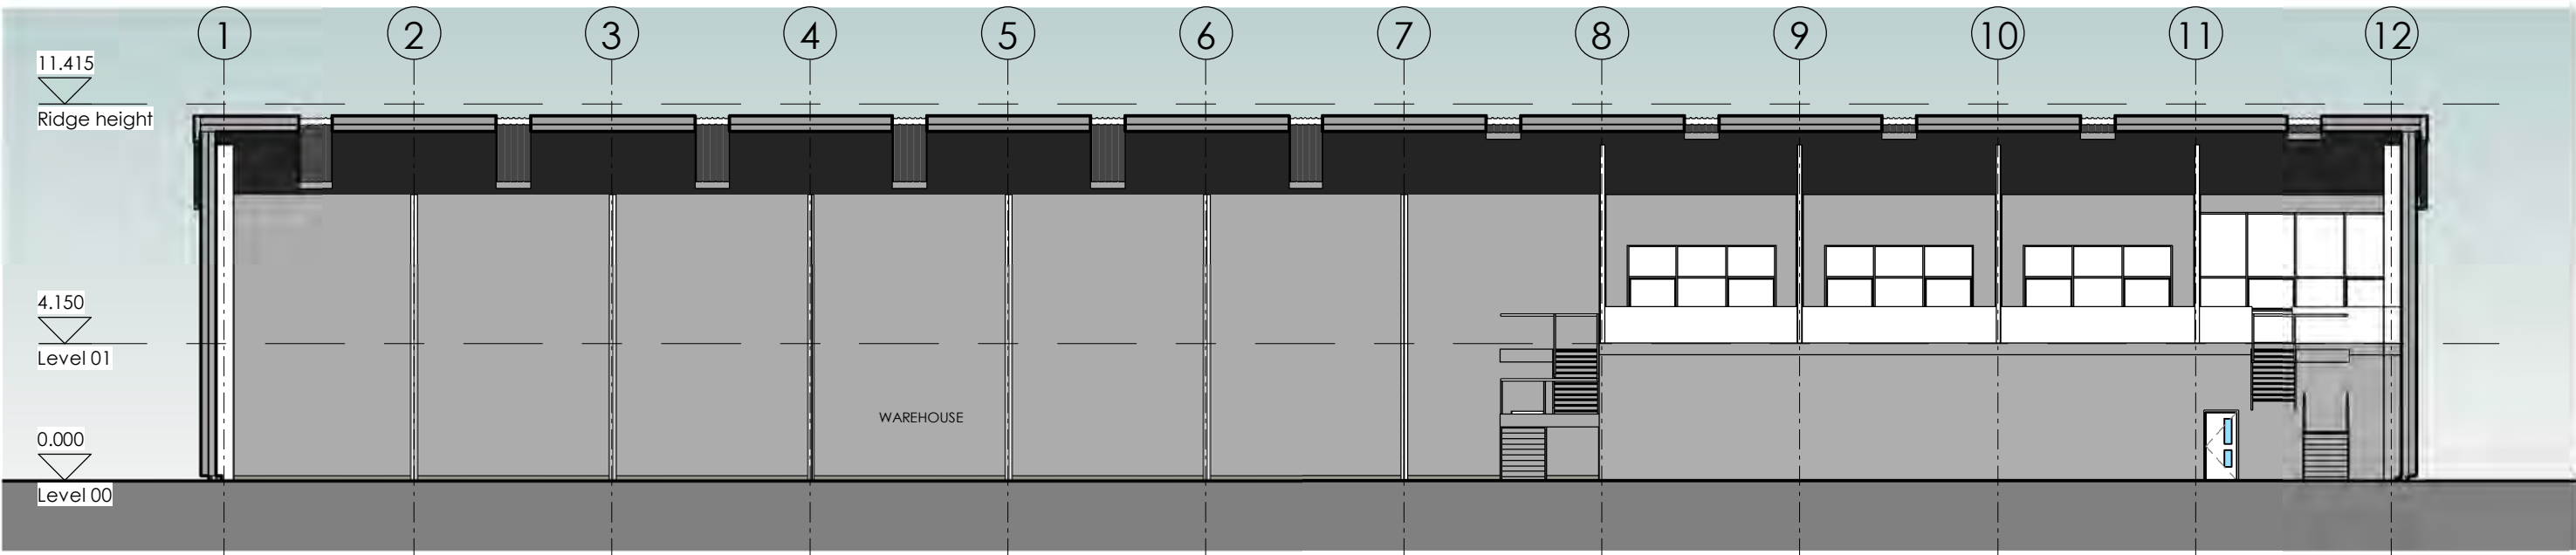 1 2 3 4 5 6 7 8 9 10 11 12
11.415
Ridge height
4.150
Level 01
WAREHOUSE
0.000
Level 00